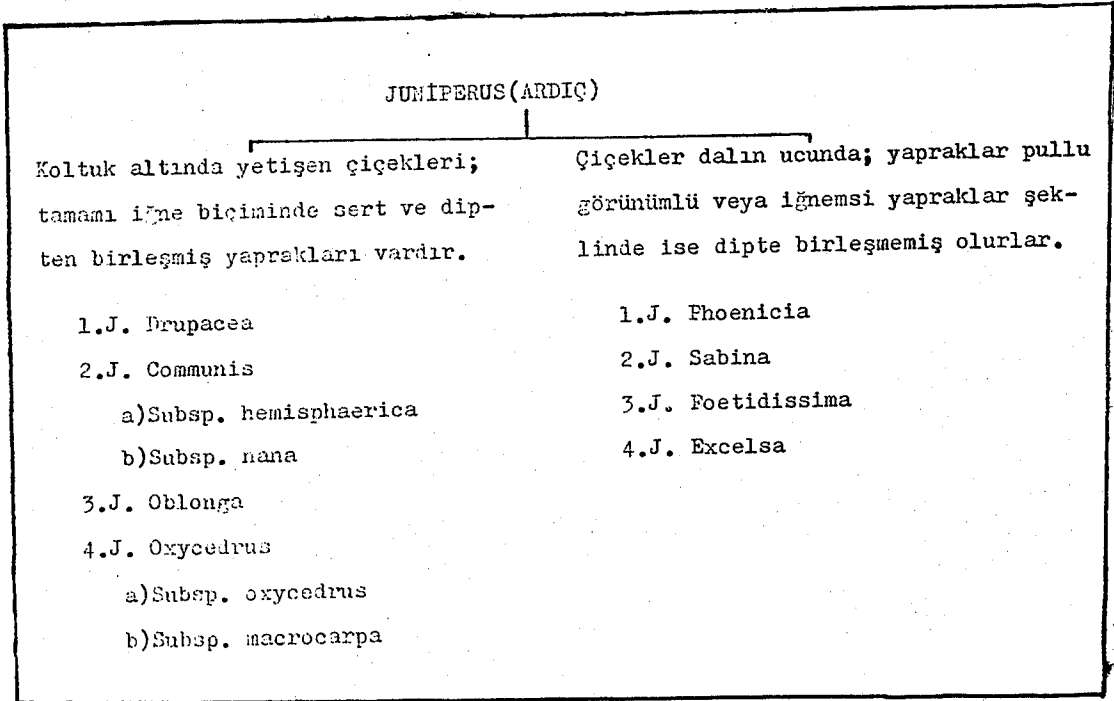 JUNİPERUS(ARDIÇ)
Koltuk altında yetişen çiçekleri;
tamamı iğne biçiminde sert ve dip-
ten birleşmiş yaprakları vardır.
1.J. Drupacea
2.J. Communis
a)Subsp. hemisphaerica
b)Subsp. nana
3.J. Oblonga
4.J. Oxycedrus
a)Subsp. oxycedrus
b)Subsp. macrocarpa
Çiçekler dalın ucunda; yapraklar pullu
görünümlü veya iğnemsi yapraklar şek-
linde ise dipte birleşmemiş olurlar.
1.J. Phoenicia
2.J. Sabina
3.J. Foetidissima
4.J. Excelsa